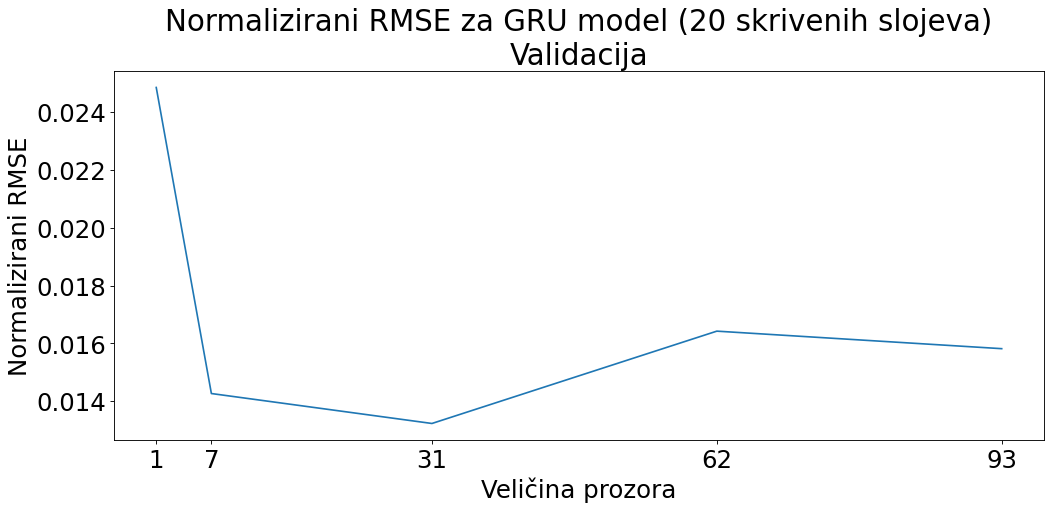 Normalizirani RMSE za GRU model (20 skrivenih slojeva)
Validacija
Normalizirani RMSE
0.024
0.022
0.020
0.018
0.016
0.014
1 7 31 62 93
Veličina prozora